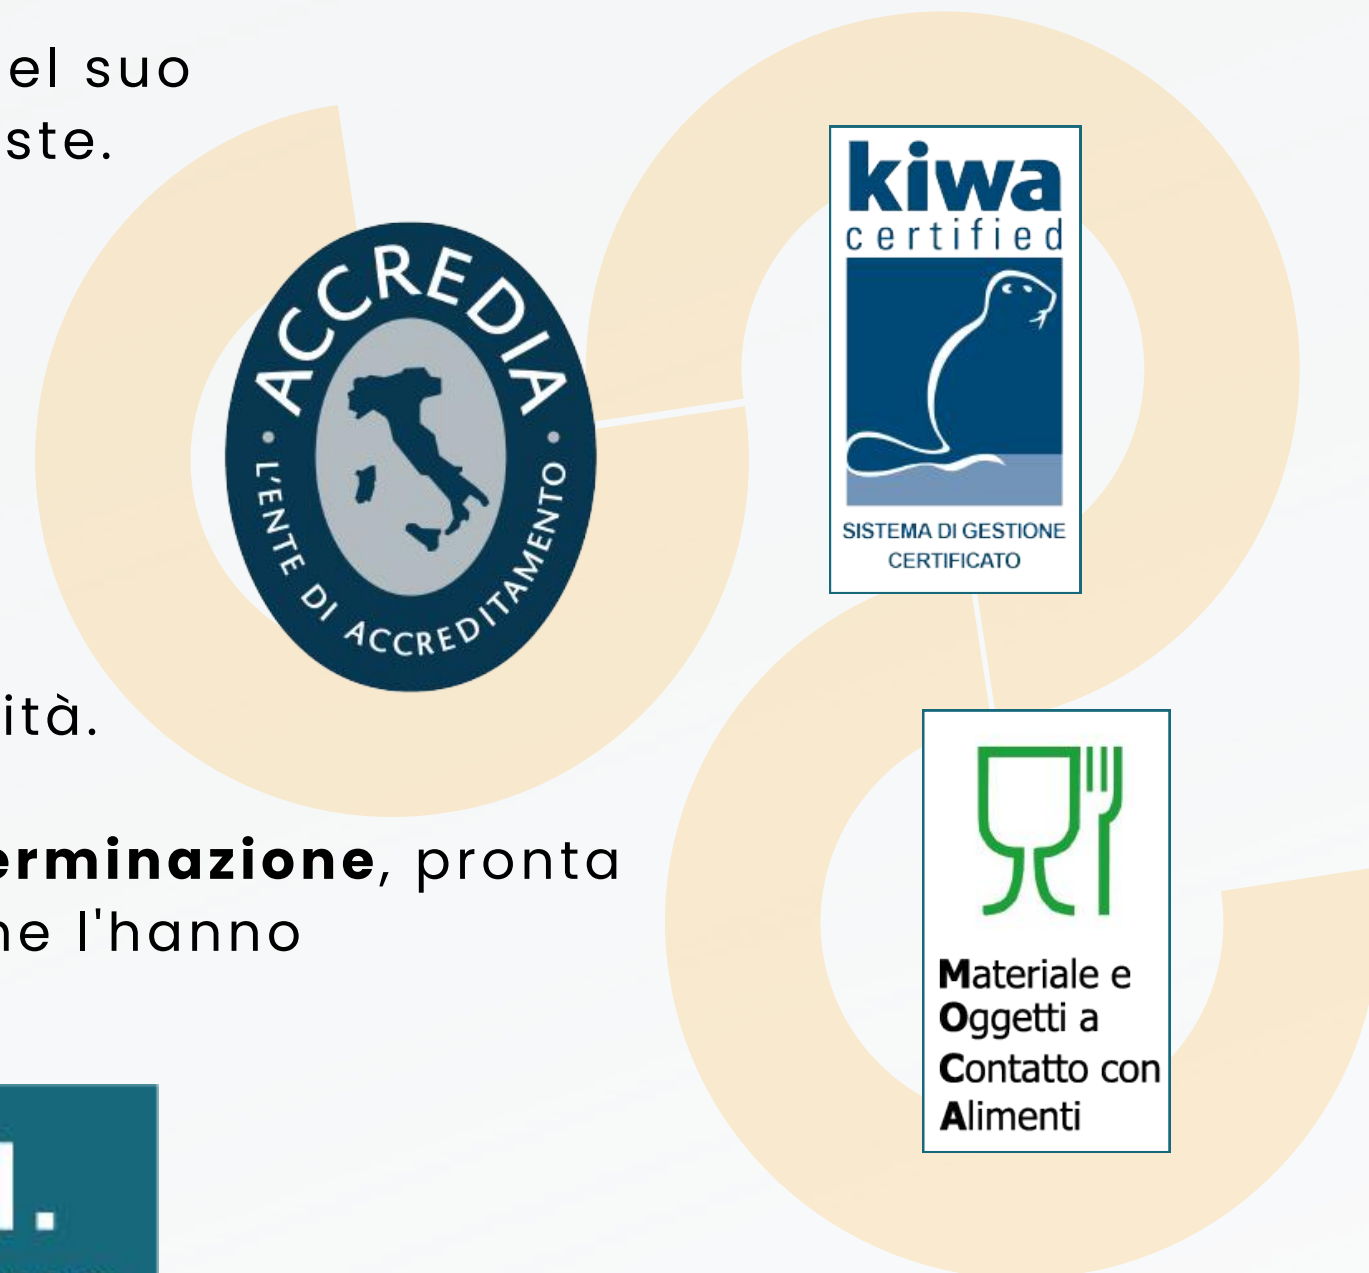 el suo
ste.
ACCREDIA
L'ENTE DI ACCREDITAMENTO
kiwa
certified
SISTEMA DI GESTIONE
CERTIFICATO
ità.
erminazione, pronta
ne l'hanno
Materiale e
Oggetti a
Contatto con
Alimenti